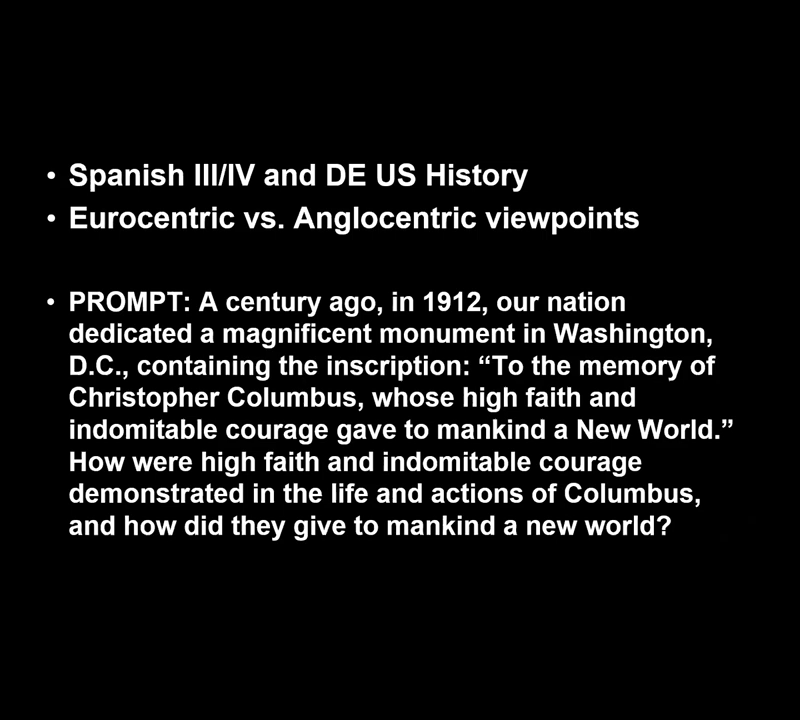 • Spanish III/IV and DE US History
• Eurocentric vs. Anglocentric viewpoints
• PROMPT: A century ago, in 1912, our nation
dedicated a magnificent monument in Washington,
D.C., containing the inscription: “To the memory of
Christopher Columbus, whose high faith and
indomitable courage gave to mankind a New World.”
How were high faith and indomitable courage
demonstrated in the life and actions of Columbus,
and how did they give to mankind a new world?